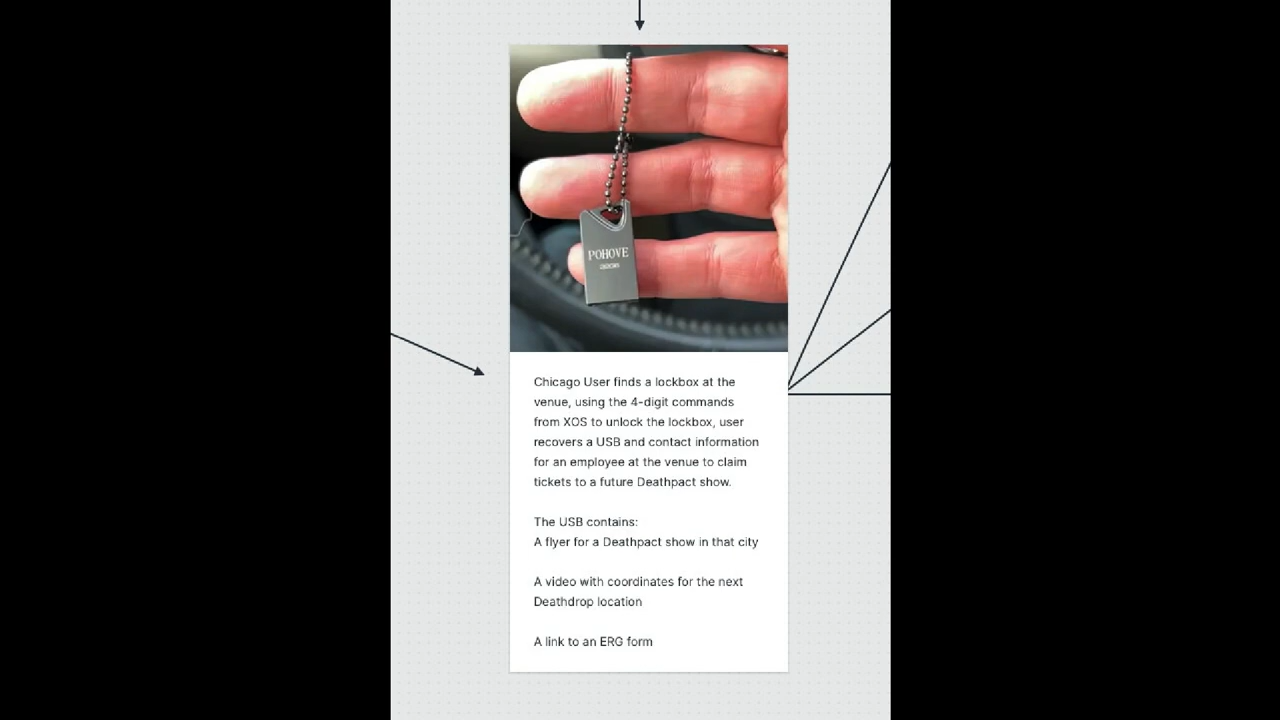 POHOVE
Chicago User finds a lockbox at the
venue, using the 4-digit commands
from XOS to unlock the lockbox, user
recovers a USB and contact information
for an employee at the venue to claim
tickets to a future Deathpact show.
The USB contains:
A flyer for a Deathpact show in that city
A video with coordinates for the next
Deathdrop location
A link to an ERG form